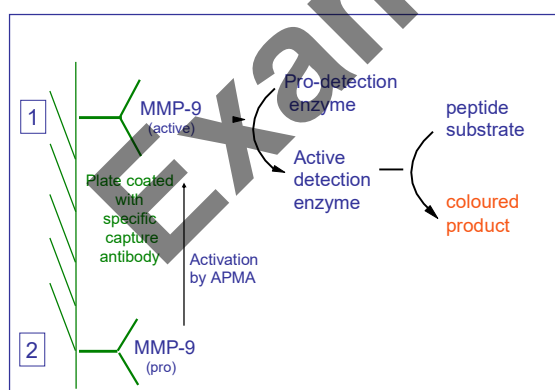 1
MMP-9
(active)
Pro-detection
enzyme
peptide
substrate
Active
detection
enzyme
coloured
product
Plate coated
with
specific
capture
antibody
Activation
by APMA
2
MMP-9
(pro)
Exam